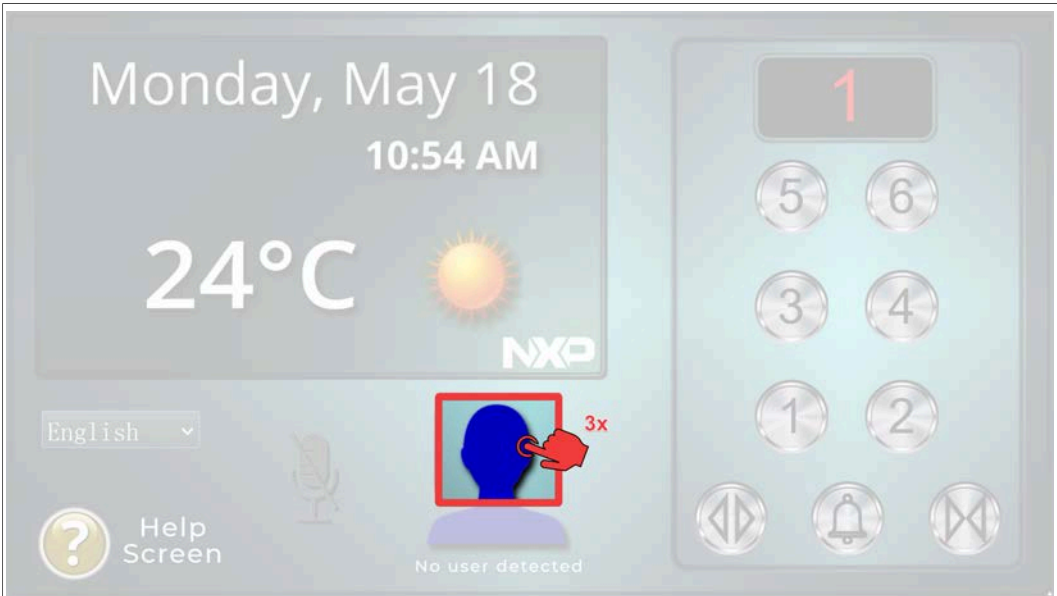 Monday, May 18
10:54 AM
24°C
NXP
English
3x
Help
Screen
No user detected
1
5 6
3 4
1 2
?